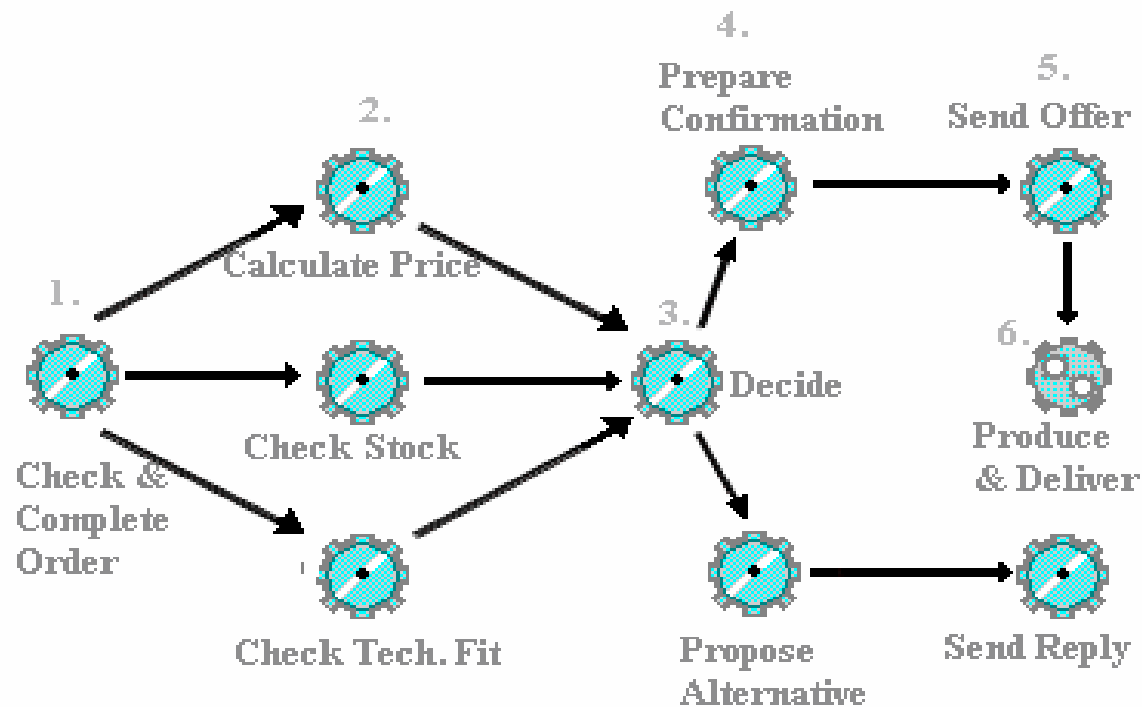 1.
Check &
Complete
Order
2.
Calculate Price
Check Stock
Check Tech. Fit
3.
Decide
4.
Prepare
Confirmation
5.
Send Offer
6.
Produce
& Deliver
Propose
Alternative
Send Reply